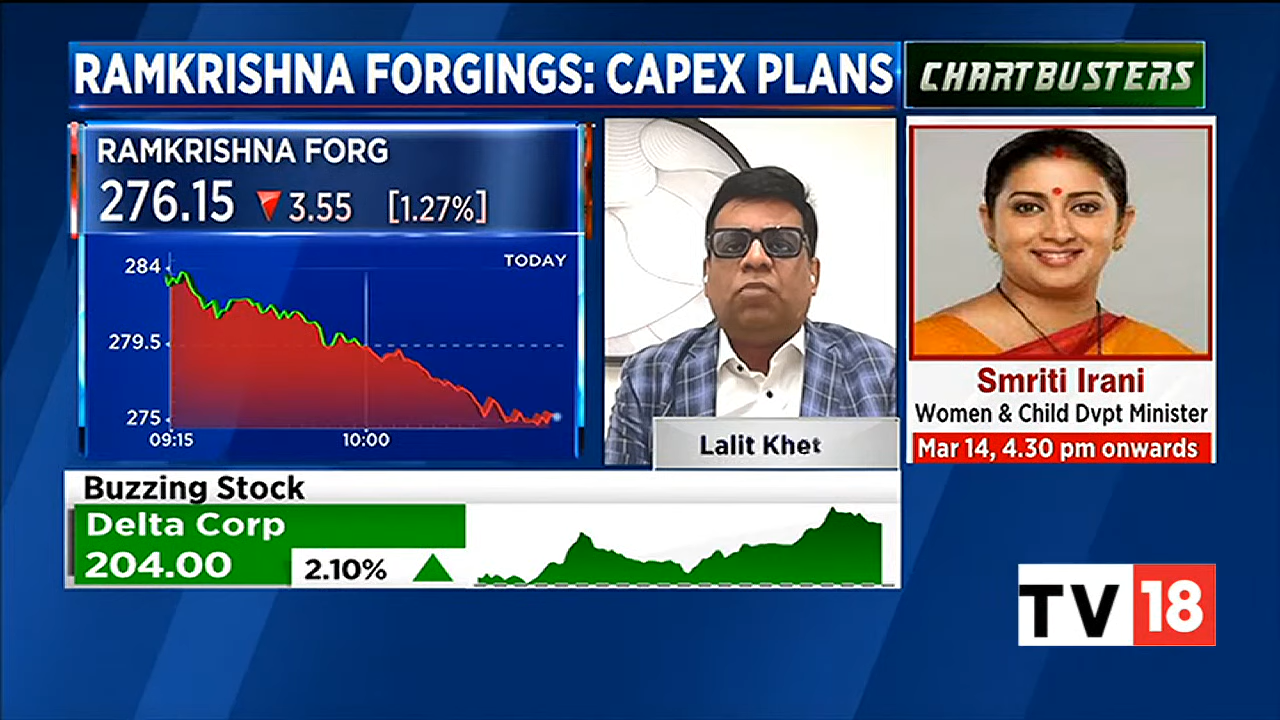 RAMKRISHNA FORGINGS: CAPEX PLANS
CHARTBUSTERS
RAMKRISHNA FORG
276.15 ▼ 3.55 [1.27%]
TODAY
284
279.5
275
09:15 10:00
Lalit Khet
Smriti Irani
Women & Child Dvpt Minister
Mar 14, 4.30 pm onwards
Buzzing Stock
Delta Corp
204.00 2.10% ▲
TV18